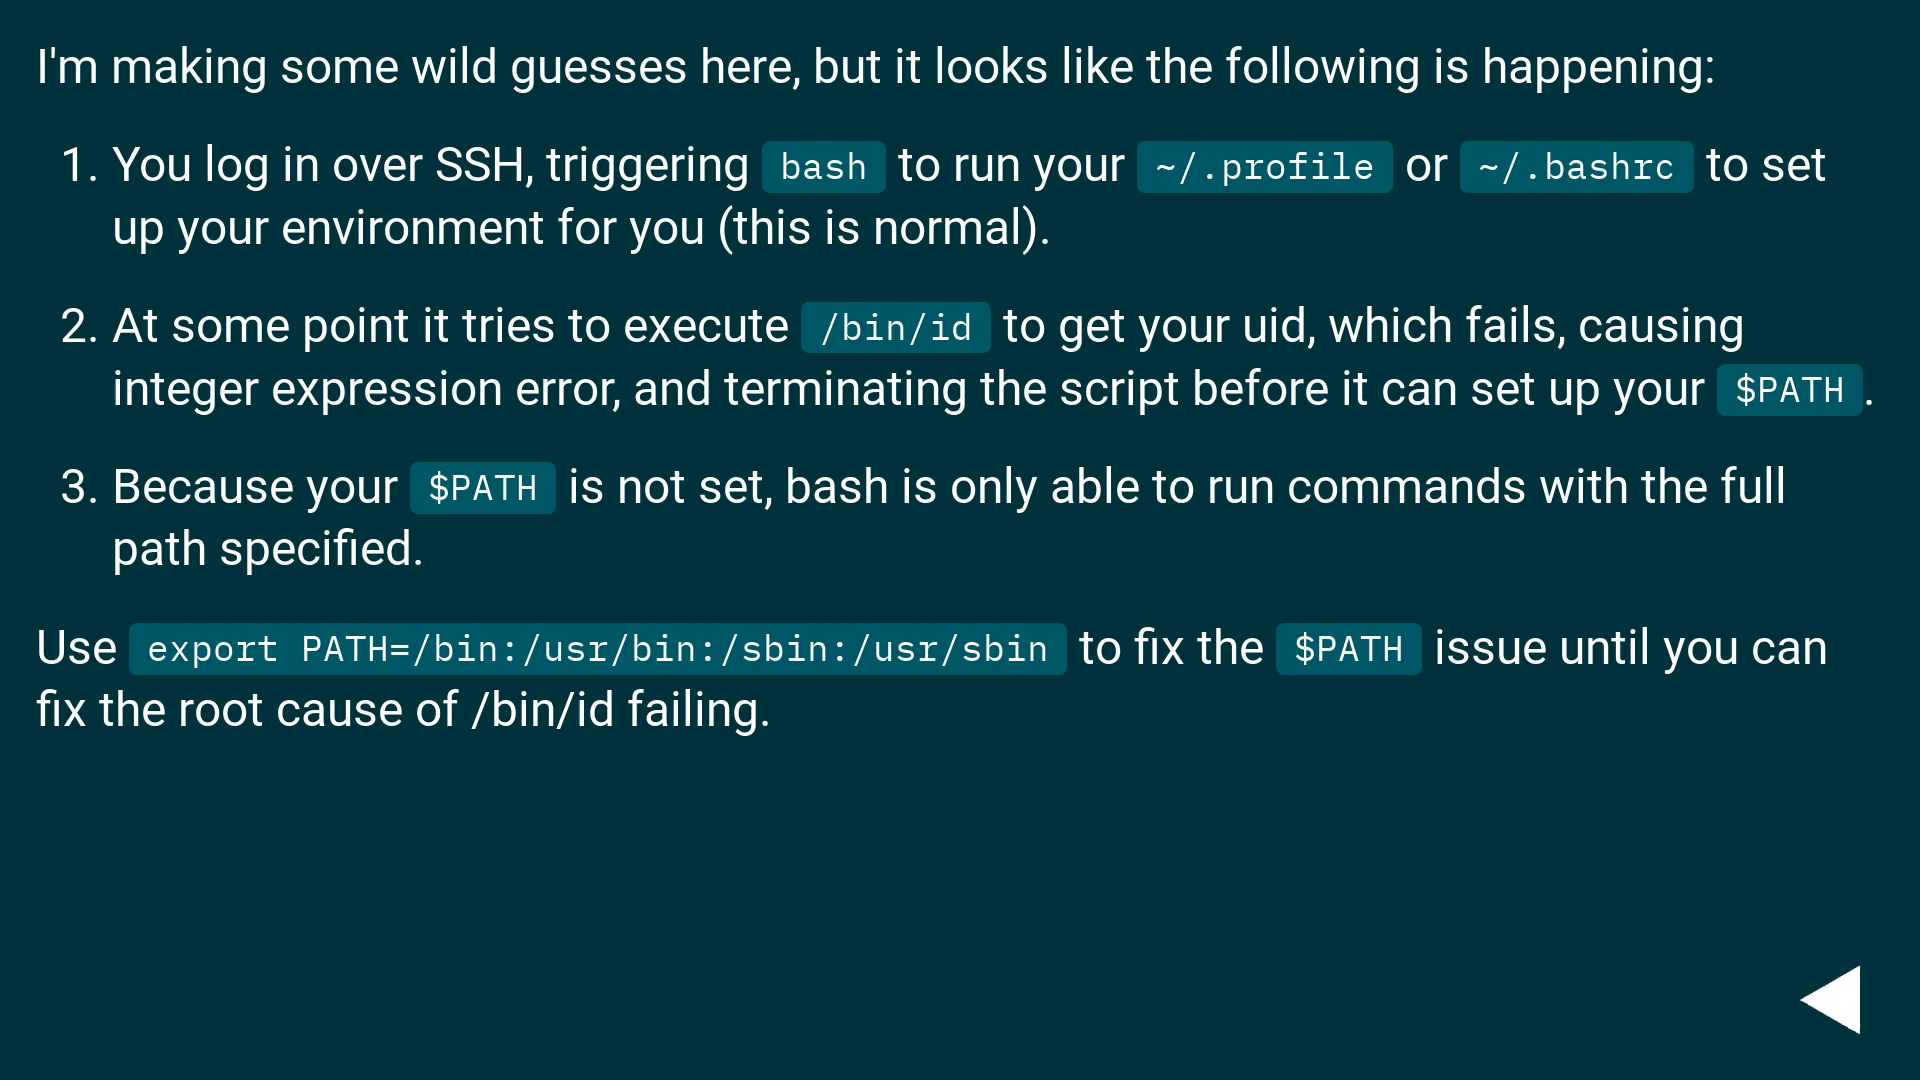 I'm making some wild guesses here, but it looks like the following is happening:
1. You log in over SSH, triggering bash to run your ~/.profile or ~/.bashrc to set
up your environment for you (this is normal).
2. At some point it tries to execute /bin/id to get your uid, which fails, causing
integer expression error, and terminating the script before it can set up your $PATH.
3. Because your $PATH is not set, bash is only able to run commands with the full
path specified.
Use export PATH=/bin:/usr/bin:/sbin:/usr/sbin to fix the $PATH issue until you can
fix the root cause of /bin/id failing.